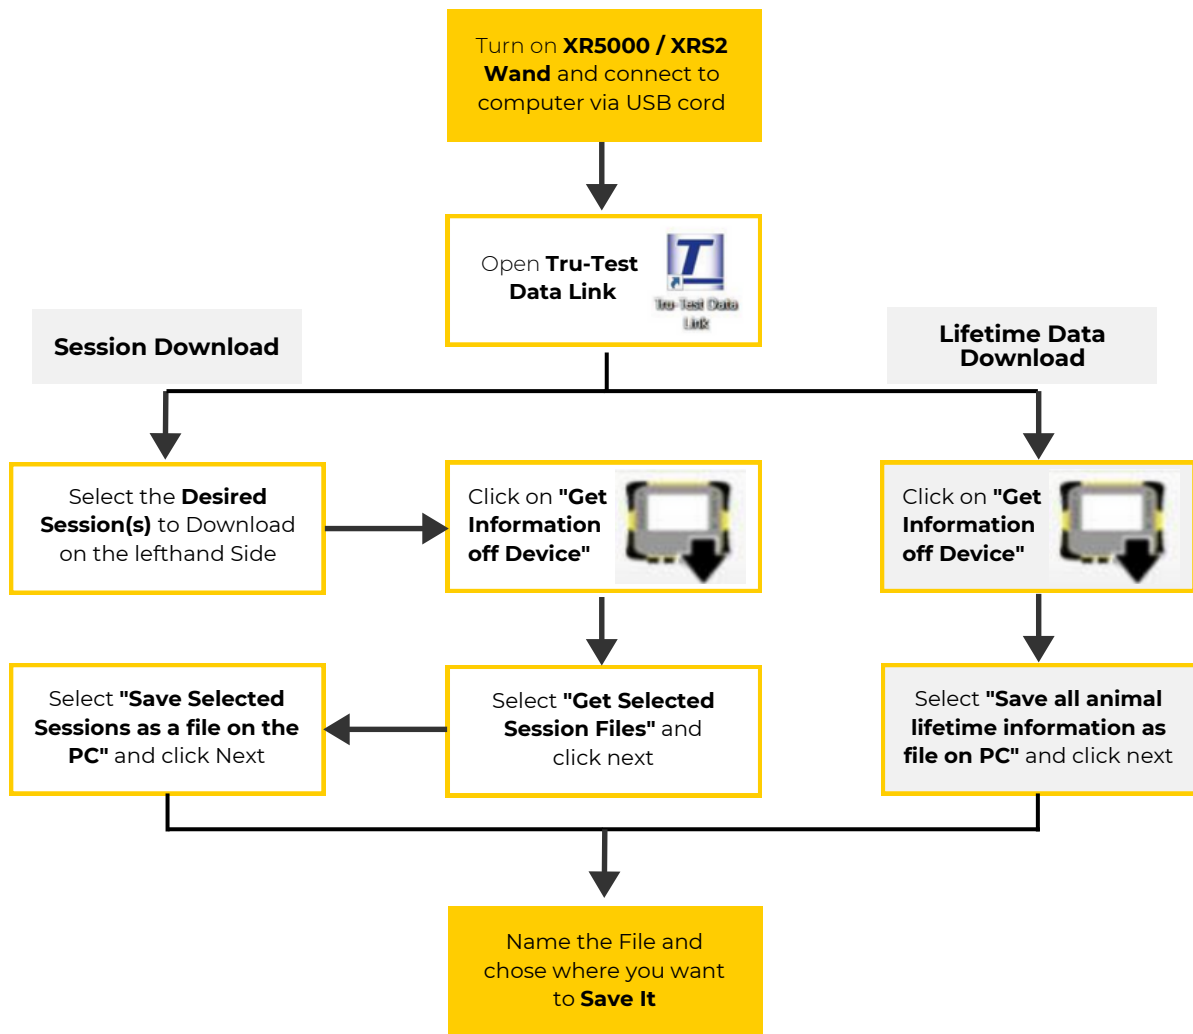 Turn on XR5000 / XRS2
Wand and connect to
computer via USB cord
Open Tru-Test
Data Link
Tru-Test Data
Link
Session Download
Lifetime Data
Download
Select the Desired
Session(s) to Download
on the lefthand Side
Click on "Get
Information
off Device"
Click on "Get
Information
off Device"
Select "Save Selected
Sessions as a file on the
PC" and click Next
Select "Get Selected
Session Files" and
click next
Select "Save all animal
lifetime information as
file on PC" and click next
Name the File and
chose where you want
to Save It